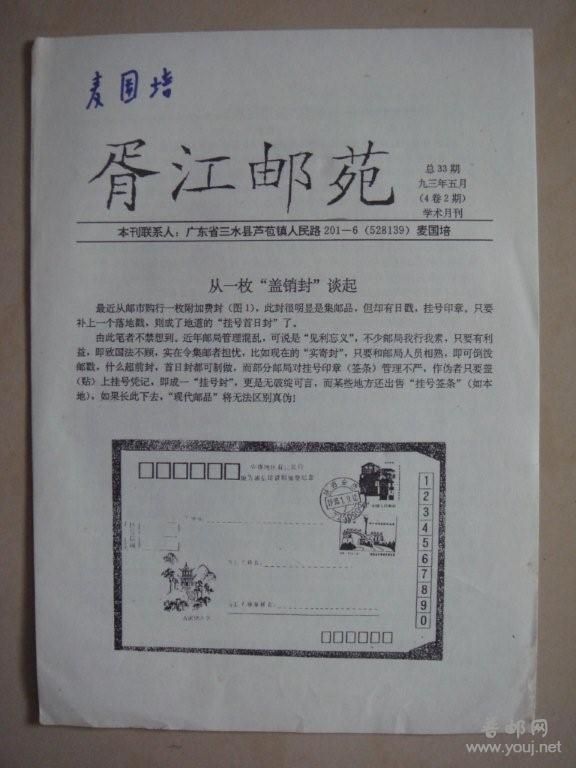 麦国培
胥江邮苑
总33期
九三年五月
(4卷2期)
学术月刊
本刊联系人：广东省三水县芦苞镇人民路201—6（528139）麦国培
从一枚“盖销封”谈起
最近从邮市购行一枚附加费封（图1），此封很明显是集邮品，但却有日戳，挂号印章。只要
补上一个落地戳，则成了地道的“挂号首日封”了。
由此笔者不禁想到。近年邮局管理混乱，可说是“见利忘义”，不少邮局我行我素，只要有利
益，即致国法不顾，实在令集邮者担忧，比如现在的“实寄封”，只要和邮局人员相熟，即可倒泼
邮戳，什么超前封，首日封都可制做，而部分邮局对挂号印章（签条）管理不严，作伪者只要盖
(贴）上挂号凭记，即成一“挂号封”，更是无破绽可言，而某些地方还出售“挂号签条”（如本
地），如果长此下去，“现代邮品”将无法区别真伪！
1
2
3
4
5
6
7
8
9
0
普邮网
www.youj.net